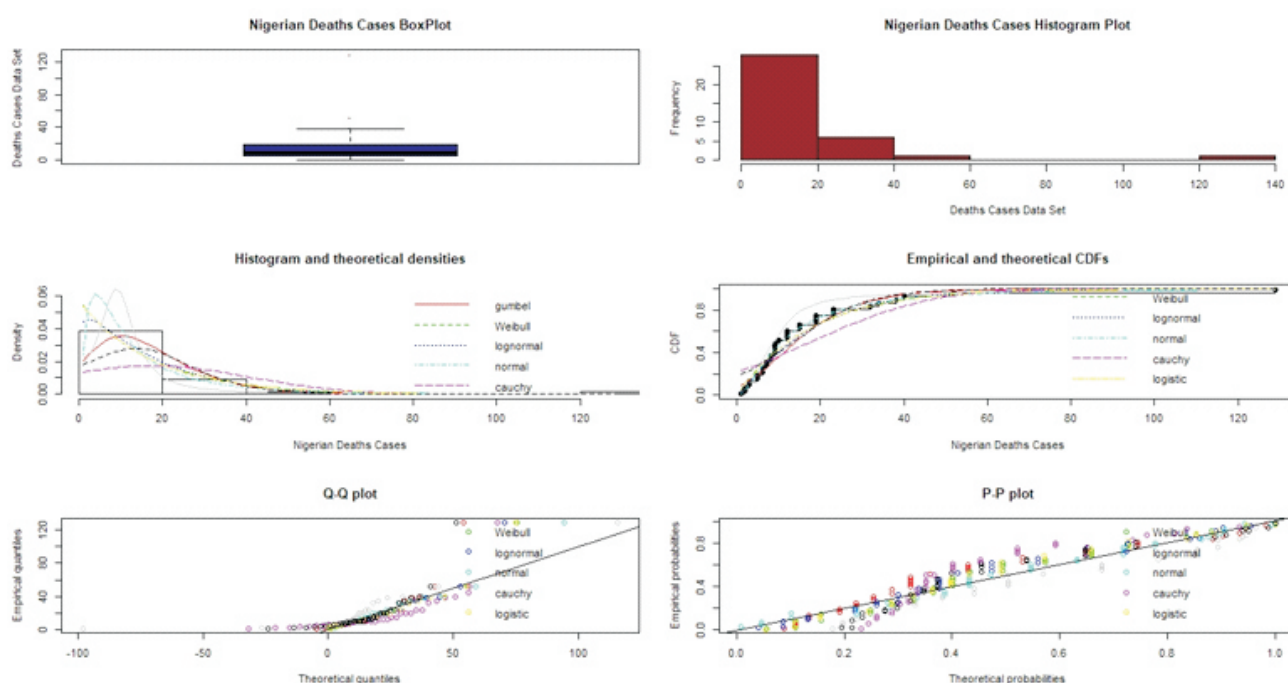 Nigerian Deaths Cases BoxPlot
Deaths Cases Data Set
0 40 80 120
Nigerian Deaths Cases Histogram Plot
Frequency
0 5 20
0 20 40 60 80 100 120 140
Deaths Cases Data Set
Histogram and theoretical densities
Density
0.00 0.02 0.04 0.06
gumbel
Weibull
lognormal
normal
cauchy
0 20 40 60 80 100 120
Nigerian Deaths Cases
Empirical and theoretical CDFs
CDF
0.0 0.4 0.8
Weibull
lognormal
normal
cauchy
logistic
0 20 40 60 80 100 120
Nigerian Deaths Cases
Q-Q plot
Empirical quantiles
0 40 80 120
Weibull
lognormal
normal
cauchy
logistic
-100 -50 0 50 100
Theoretical quantiles
P-P plot
Empirical probabilities
0.0 0.4 0.8
Weibull
lognormal
normal
cauchy
logistic
0.0 0.2 0.4 0.6 0.8 1.0
Theoretical probabilities